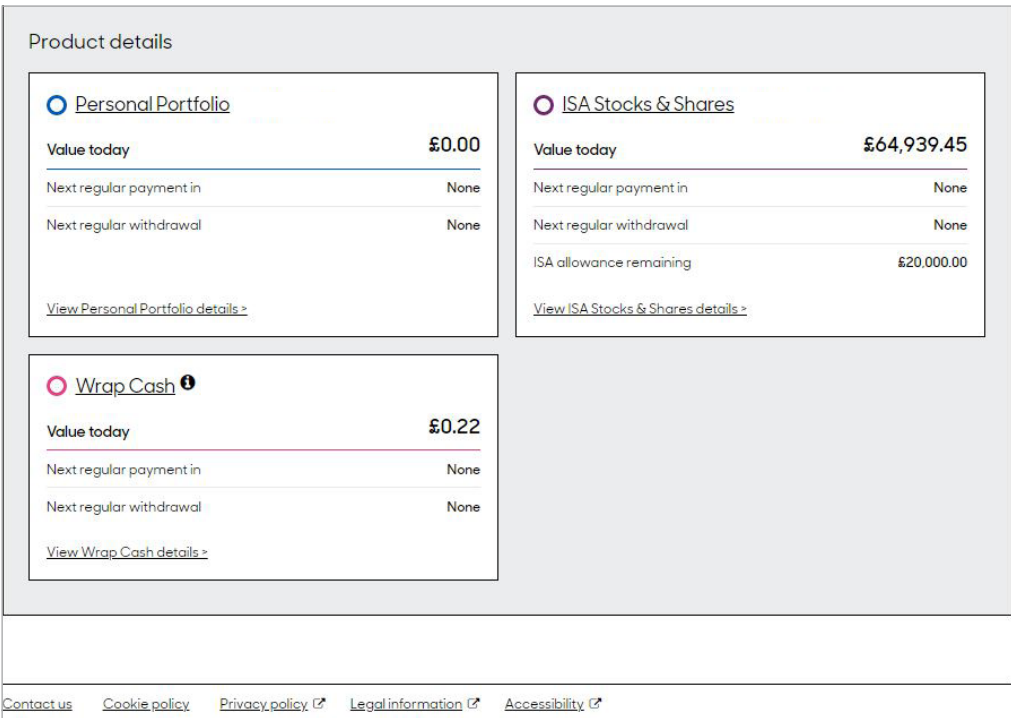 Product details
Personal Portfolio
Value today £0.00
Next regular payment in None
Next regular withdrawal None
View Personal Portfolio details >
ISA Stocks & Shares
Value today £64,939.45
Next regular payment in None
Next regular withdrawal None
ISA allowance remaining £20,000.00
View ISA Stocks & Shares details >
Wrap Cash
Value today £0.22
Next regular payment in None
Next regular withdrawal None
View Wrap Cash details >
Contact us Cookie policy Privacy policy Legal information Accessibility